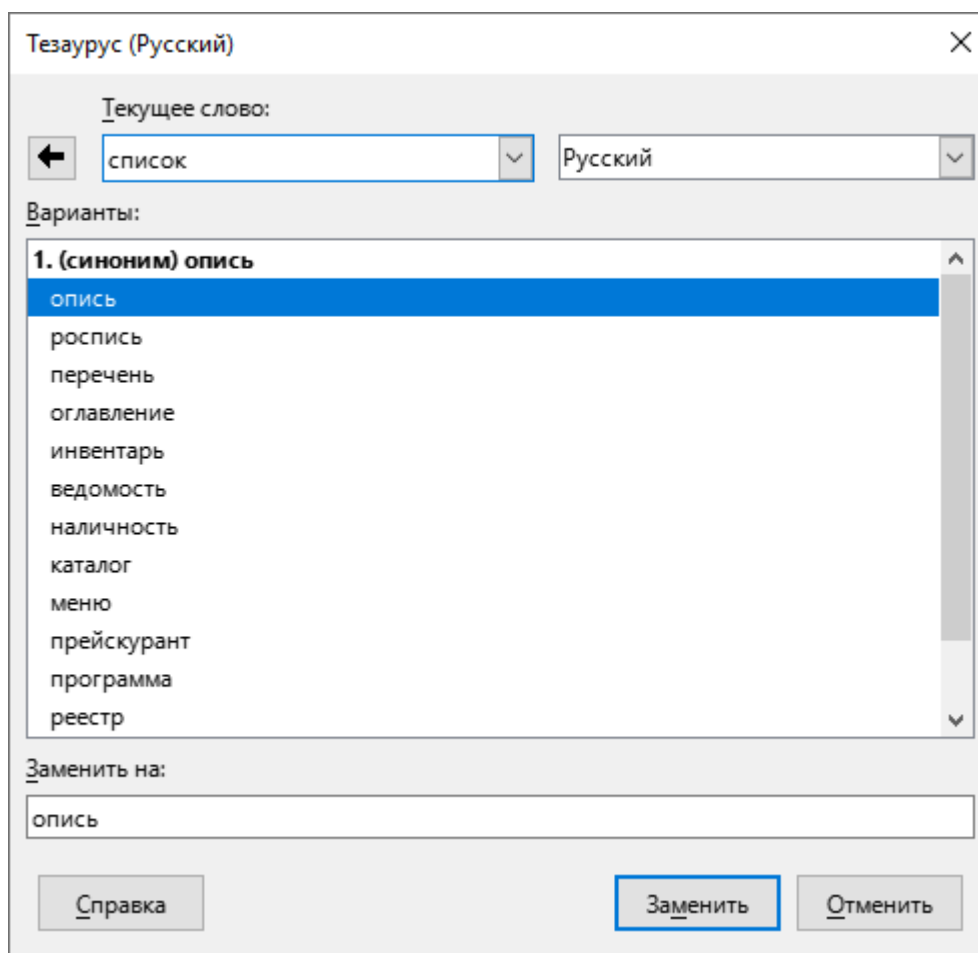 Тезаурус (Русский)
Текущее слово:
список Русский
Варианты:
1. (синоним) опись
опись
роспись
перечень
оглавление
инвентарь
ведомость
наличность
каталог
меню
прейскурант
программа
реестр
Заменить на:
опись
Справка Заменить Отменить